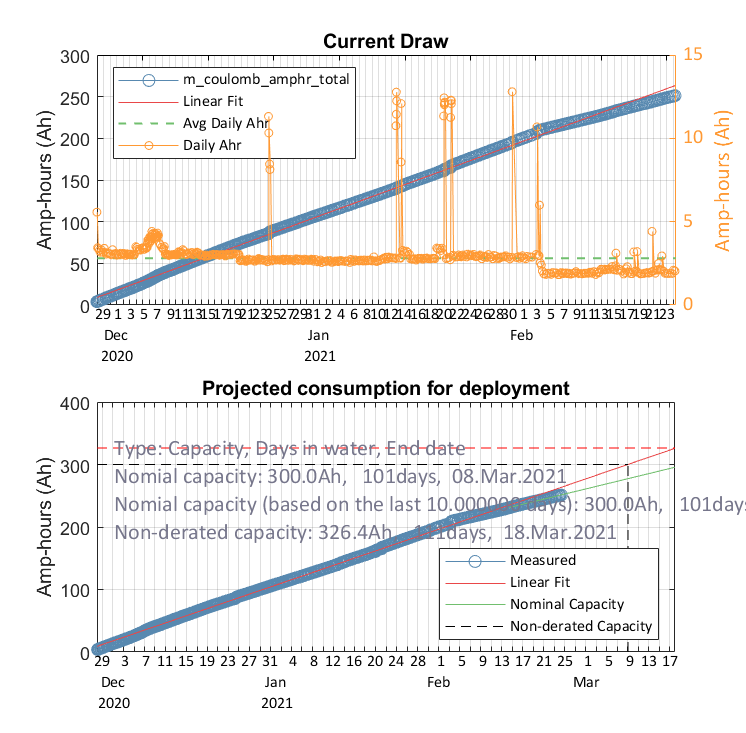 Current Draw
300
250
200
150
100
50
0
Amp-hours (Ah)
15
10
5
0
Amp-hours (Ah)
m_coulomb_amphr_total
Linear Fit
Avg Daily Ahr
Daily Ahr
29 1 3 5 7 9 11 13 15 17 19 21 23 25 27 29 31 2 4 6 8 10 12 14 16 18 20 22 24 26 28 30 1 3 5 7 9 11 13 15 17 19 21 23
Dec Jan Feb
2020 2021
Projected consumption for deployment
400
300
200
100
0
Amp-hours (Ah)
Type: Capacity, Days in water, End date
Nomial capacity: 300.0Ah, 101days, 08.Mar.2021
Nomial capacity (based on the last 10.000000 days): 300.0Ah, 101days
Non-derated capacity: 326.4Ah, 111days, 18.Mar.2021
Measured
Linear Fit
Nominal Capacity
Non-derated Capacity
29 3 7 11 15 19 23 27 31 4 8 12 16 20 24 28 1 5 9 13 17 21 25 1 5 9 13 17
Dec Jan Feb Mar
2020 2021